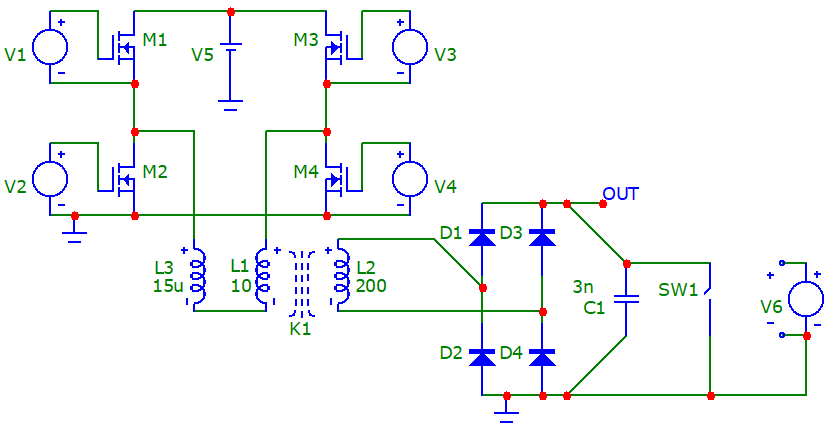 V1
M1
V5
M3
V3
V2
M2
M4
V4
OUT
D1
D3
L3
15u
L1
10
K1
L2
200
3n
C1
SW1
V6
D2
D4